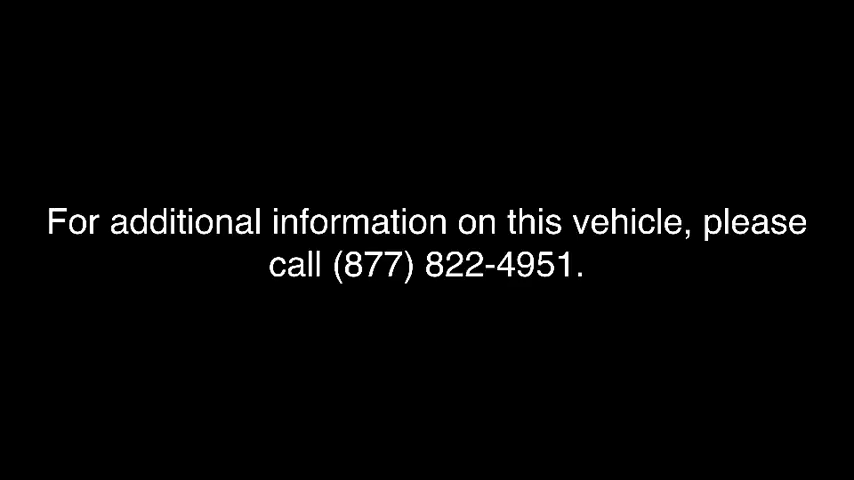 For additional information on this vehicle, please
call (877) 822-4951.